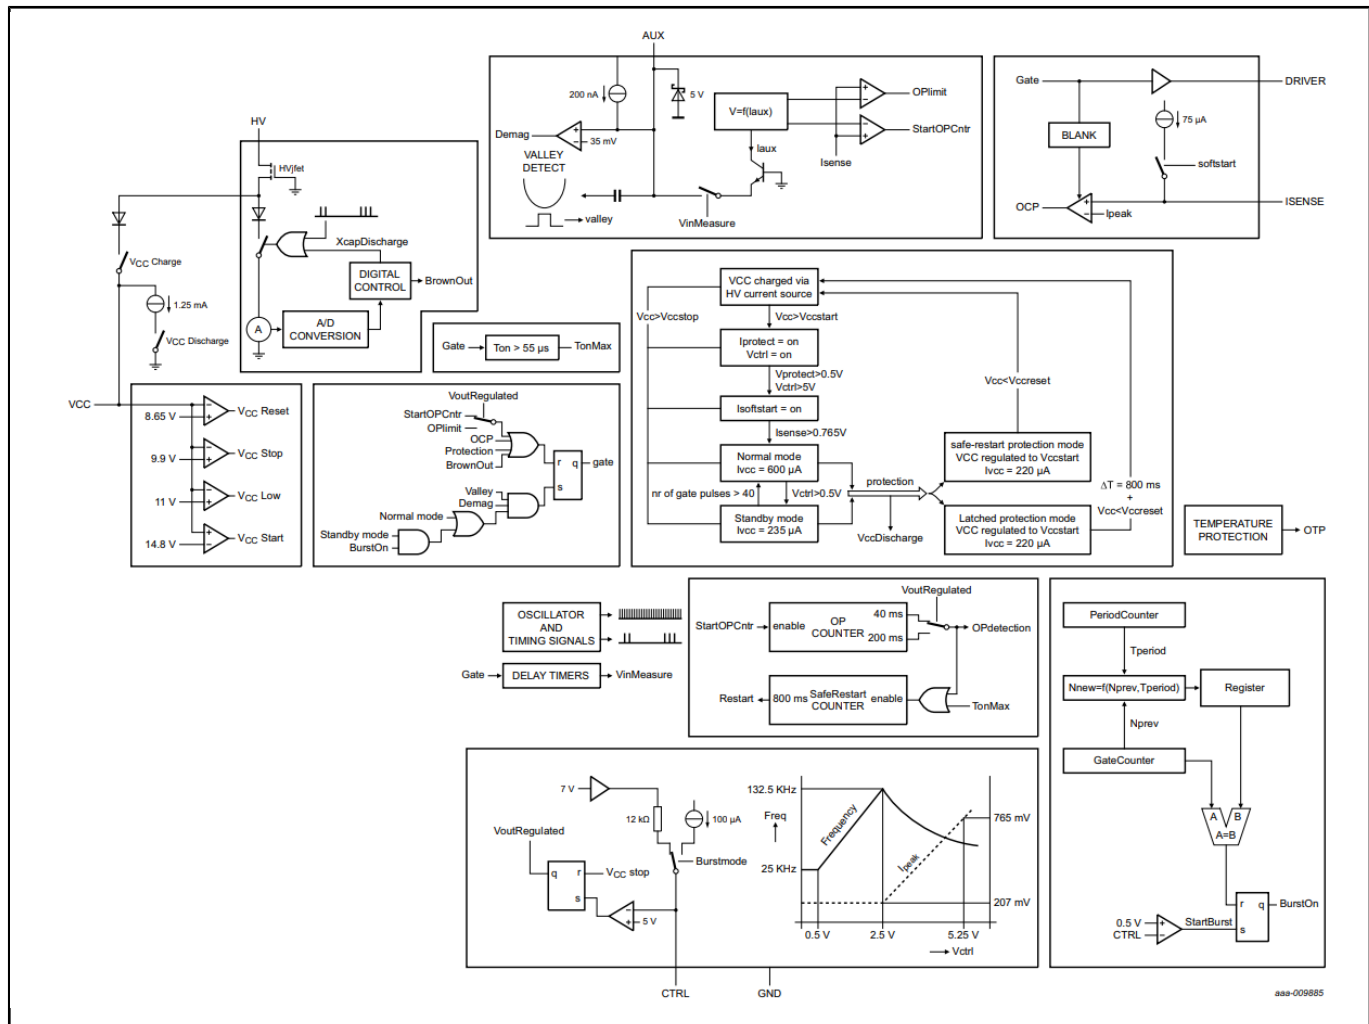 AUX
200 nA
5 V
Demag
35 mV
VALLEY
DETECT
valley
V=f(Iaux)
Iaux
VinMeasure
OPlimit
StartOPCntr
Isense
Gate
DRIVER
BLANK
75 µA
softstart
OCP
Ipeak
ISENSE
HV
HVjfet
XcapDischarge
DIGITAL
CONTROL
BrownOut
A
A/D
CONVERSION
VCC Charge
1.25 mA
VCC Discharge
Gate
Ton > 55 µs
TonMax
VCC
8.65 V
VCC Reset
9.9 V
VCC Stop
11 V
VCC Low
14.8 V
VCC Start
VoutRegulated
StartOPCntr
OPlimit
OCP
Protection
BrownOut
Valley
Demag
Normal mode
Standby mode
BurstOn
r
q
s
gate
VCC charged via
HV current source
Vcc>Vccstop
Vcc>Vccstart
Iprotect = on
Vctrl = on
Vprotect>0.5V
Vctrl>5V
Isoftstart = on
Isense>0.765V
Normal mode
Ivcc = 600 µA
nr of gate pulses > 40
Vctrl>0.5V
Standby mode
Ivcc = 235 µA
protection
VccDischarge
Vcc<Vccreset
safe-restart protection mode
VCC regulated to Vccstart
Ivcc = 220 µA
Latched protection mode
VCC regulated to Vccstart
Ivcc = 220 µA
ΔT = 800 ms
+
Vcc<Vccreset
TEMPERATURE
PROTECTION
OTP
OSCILLATOR
AND
TIMING SIGNALS
Gate
DELAY TIMERS
VinMeasure
VoutRegulated
StartOPCntr
enable
OP
COUNTER
40 ms
200 ms
OPdetection
Restart
800 ms
SafeRestart
COUNTER
enable
TonMax
PeriodCounter
Tperiod
Nnew=f(Nprev,Tperiod)
Register
Nprev
GateCounter
A
B
A=B
r
q
s
BurstOn
0.5 V
CTRL
StartBurst
7 V
12 kΩ
100 µA
VoutRegulated
Burstmode
q
r
s
VCC stop
5 V
132.5 KHz
Freq
25 KHz
Frequency
Ipeak
765 mV
207 mV
0.5 V
2.5 V
5.25 V
Vctrl
CTRL
GND
aaa-009885